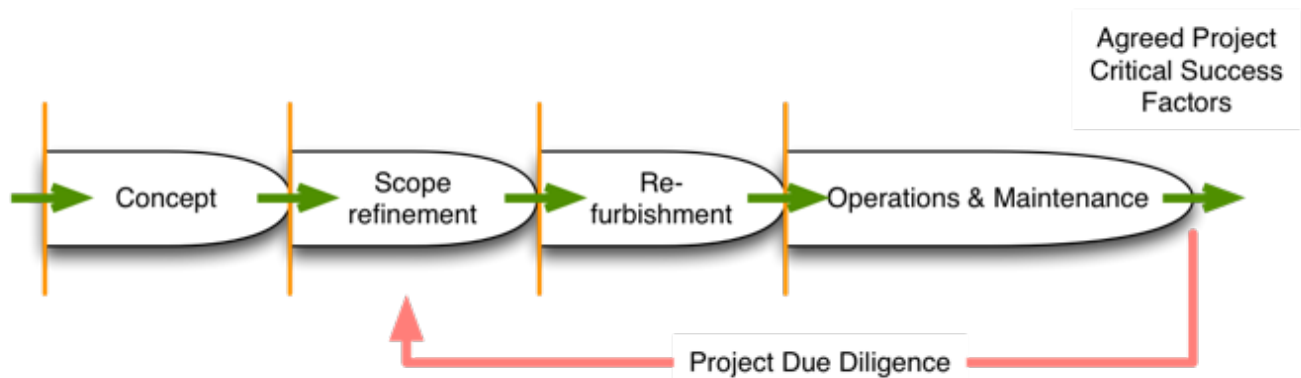 Agreed Project
Critical Success
Factors
Concept
Scope
refinement
Re-
furbishment
Operations & Maintenance
Project Due Diligence